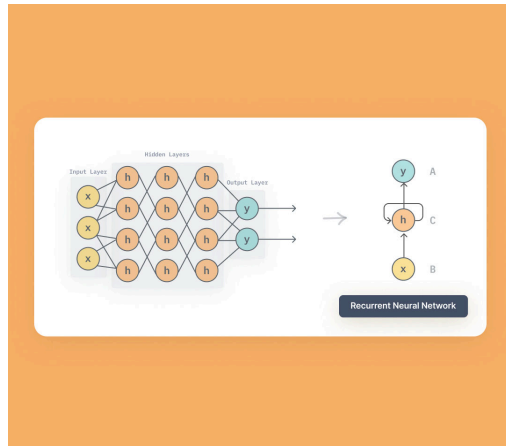 Hidden Layers
Input Layer
Output Layer
h h h
x
h h h
y
x
h h h
y
x
h h h
y A
h C
x B
Recurrent Neural Network